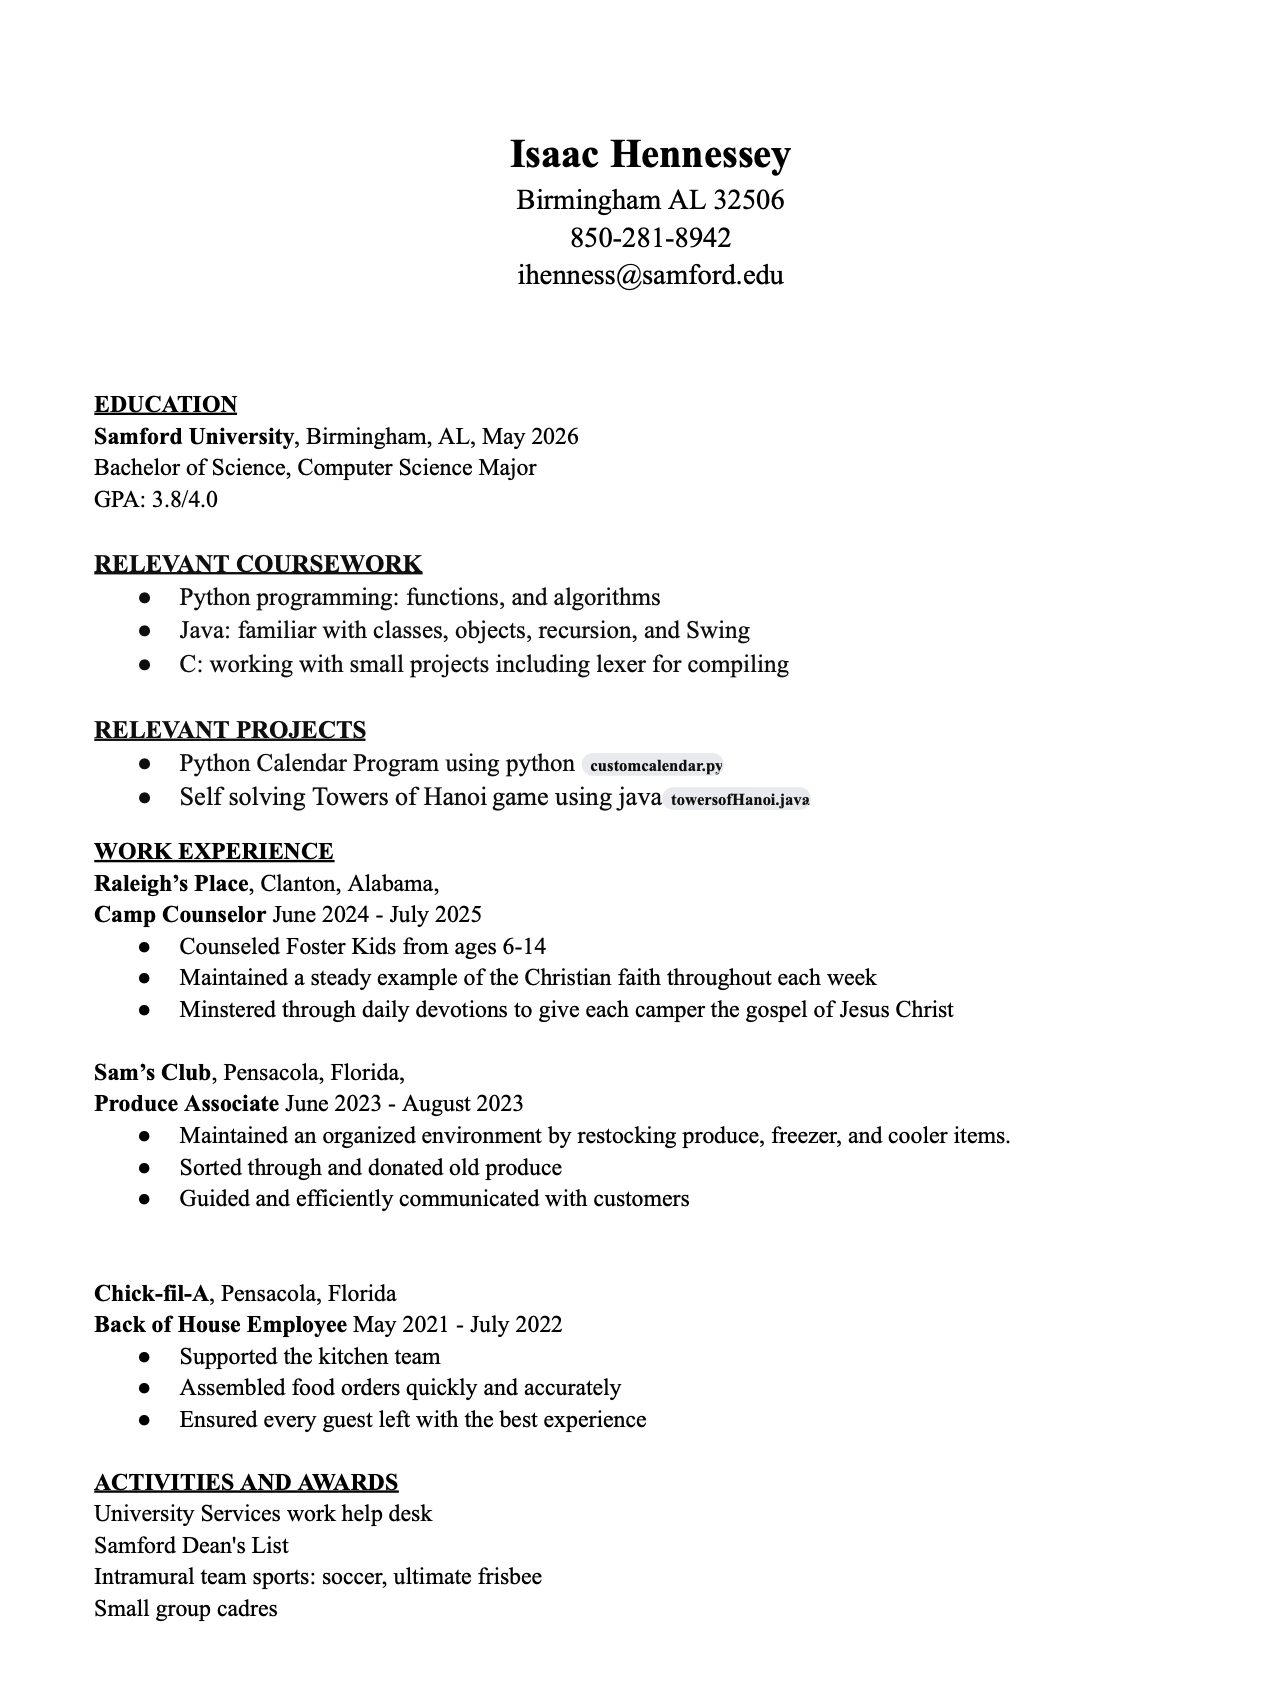 Isaac Hennessey
Birmingham AL 32506
850-281-8942
ihenness@samford.edu
EDUCATION
Samford University, Birmingham, AL, May 2026
Bachelor of Science, Computer Science Major
GPA: 3.8/4.0
RELEVANT COURSEWORK
● Python programming: functions, and algorithms
● Java: familiar with classes, objects, recursion, and Swing
● C: working with small projects including lexer for compiling
RELEVANT PROJECTS
● Python Calendar Program using python customcalendar.py
● Self solving Towers of Hanoi game using java towersofHanoi.java
WORK EXPERIENCE
Raleigh’s Place, Clanton, Alabama,
Camp Counselor June 2024 - July 2025
● Counseled Foster Kids from ages 6-14
● Maintained a steady example of the Christian faith throughout each week
● Minstered through daily devotions to give each camper the gospel of Jesus Christ
Sam’s Club, Pensacola, Florida,
Produce Associate June 2023 - August 2023
● Maintained an organized environment by restocking produce, freezer, and cooler items.
● Sorted through and donated old produce
● Guided and efficiently communicated with customers
Chick-fil-A, Pensacola, Florida
Back of House Employee May 2021 - July 2022
● Supported the kitchen team
● Assembled food orders quickly and accurately
● Ensured every guest left with the best experience
ACTIVITIES AND AWARDS
University Services work help desk
Samford Dean's List
Intramural team sports: soccer, ultimate frisbee
Small group cadres